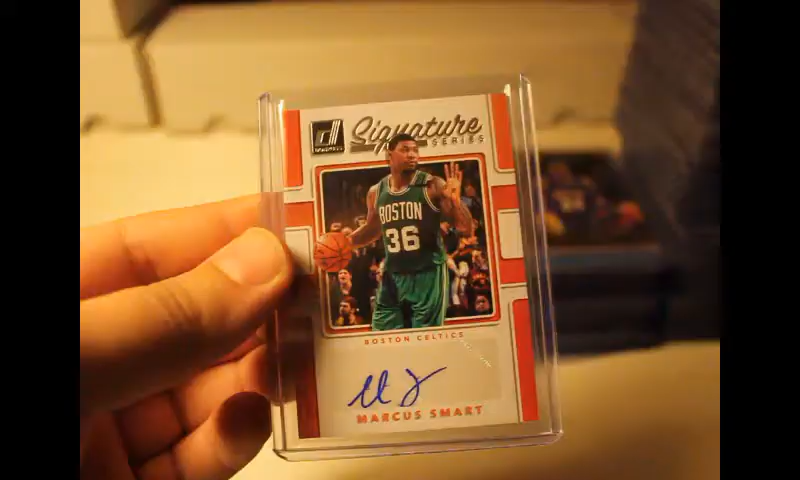 Signature
SERIES
BOSTON
36
BOSTON CELTICS
MARCUS SMART